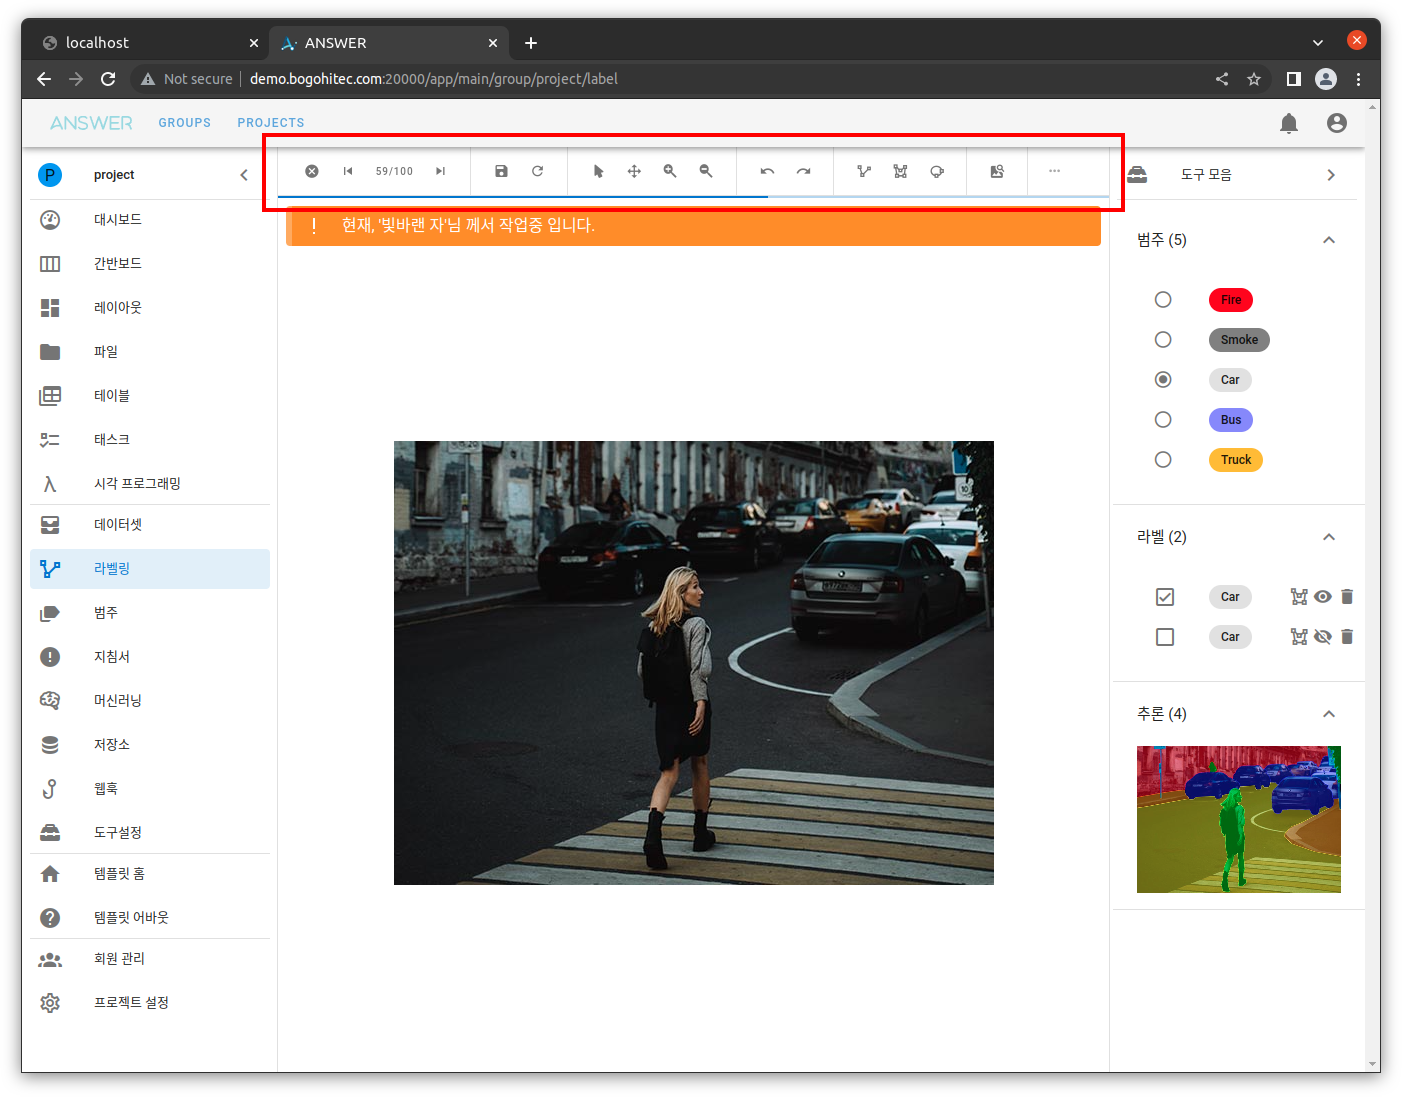 localhost
ANSWER
Not secure
demo.bogohitec.com:20000/app/main/group/project/label
ANSWER
GROUPS
PROJECTS
P
project
59/100
도구 모음
현재, '빛바랜 자'님 께서 작업중 입니다.
대시보드
간반보드
레이아웃
파일
테이블
태스크
λ
시각 프로그래밍
데이터셋
라벨링
범주
지침서
머신러닝
저장소
웹훅
도구설정
템플릿 홈
템플릿 어바웃
회원 관리
프로젝트 설정
범주 (5)
Fire
Smoke
Car
Bus
Truck
라벨 (2)
Car
Car
추론 (4)